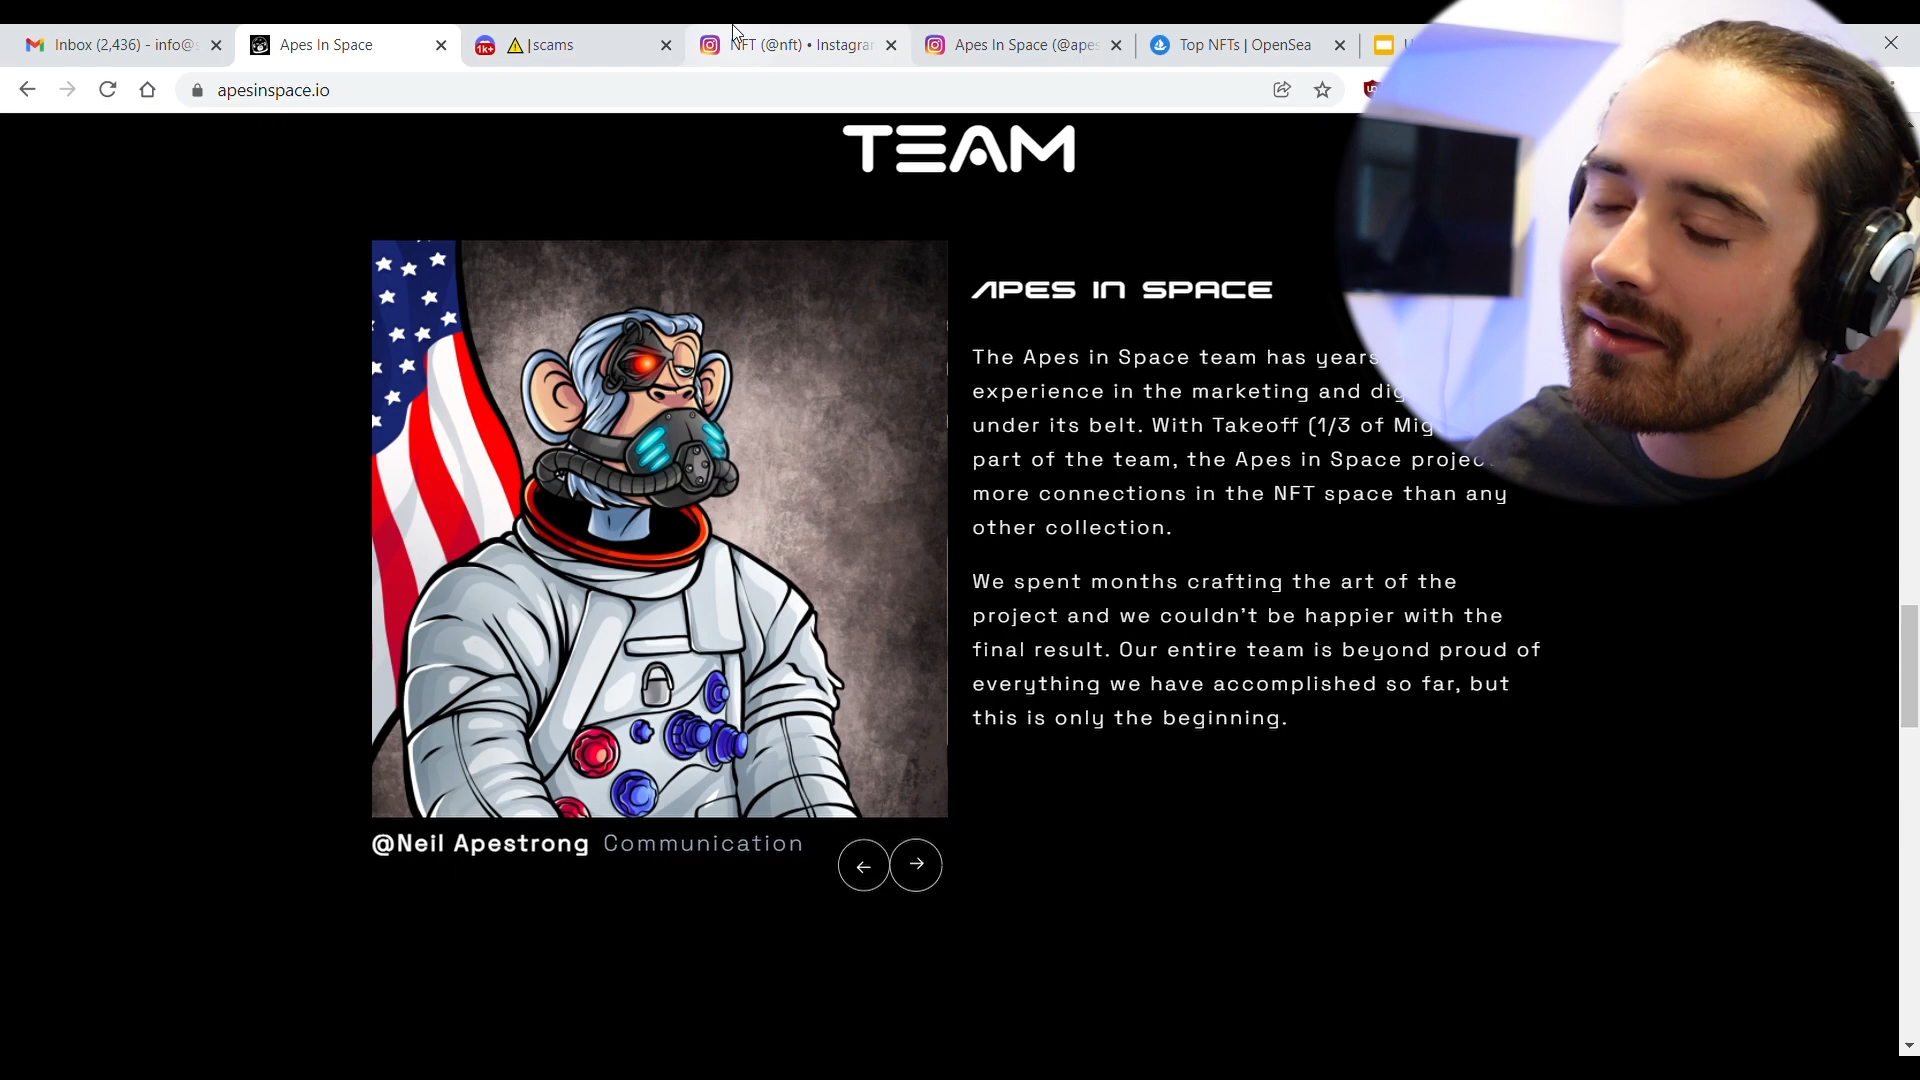 Inbox (2,436) - info@s
Apes In Space
1k+ ⚠ | scams
NFT (@nft) • Instagra
Apes In Space (@apes
Top NFTs | OpenSea
apesinspace.io
TEAM
APES IN SPACE
The Apes in Space team has years
experience in the marketing and dig
under its belt. With Takeoff (1/3 of Mig
part of the team, the Apes in Space projec
more connections in the NFT space than any
other collection.
We spent months crafting the art of the
project and we couldn't be happier with the
final result. Our entire team is beyond proud of
everything we have accomplished so far, but
this is only the beginning.
@Neil Apestrong Communication